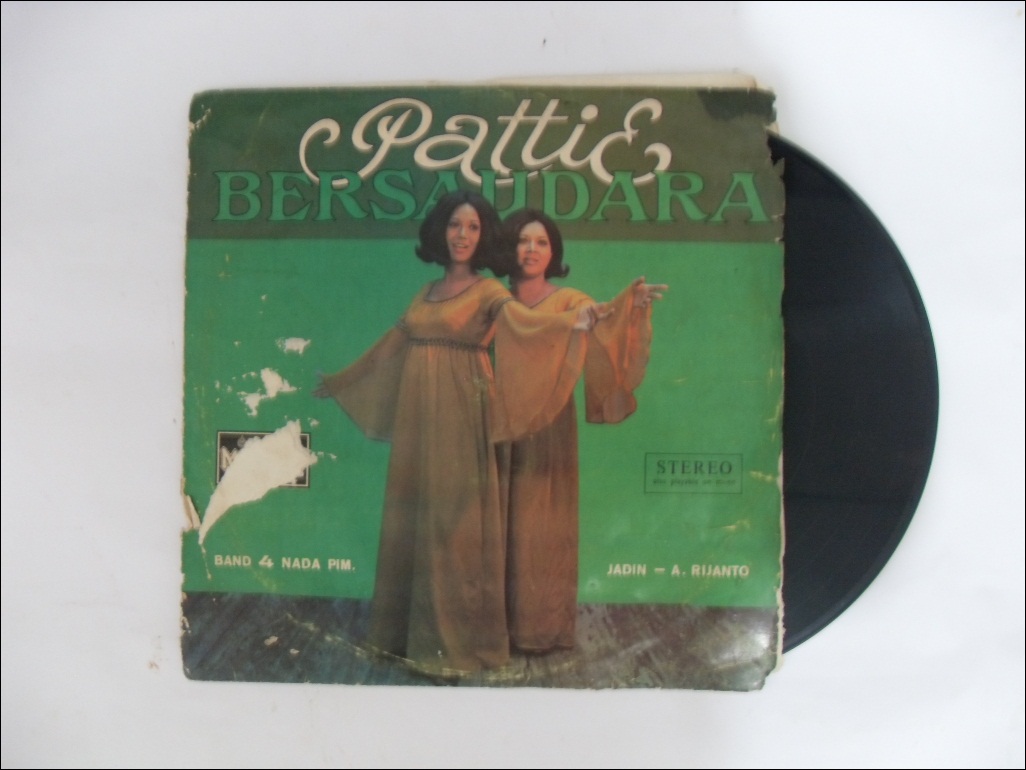 Pattie
BERSAUDARA
STEREO
BAND 4 NADA PIM.
JADIN – A. RIJANTO